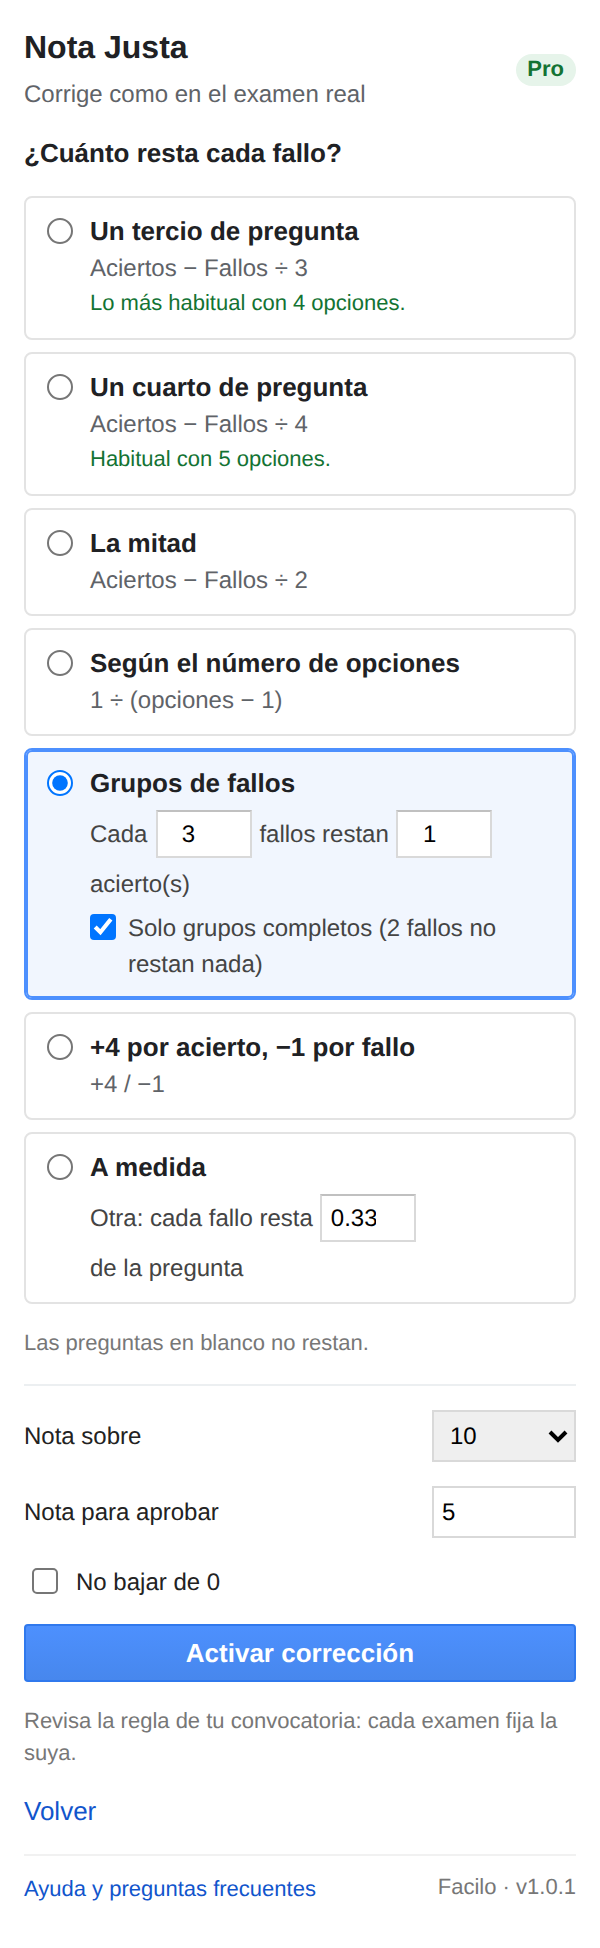 Nota Justa
Pro
Corrige como en el examen real
¿Cuánto resta cada fallo?
Un tercio de pregunta
Aciertos − Fallos ÷ 3
Lo más habitual con 4 opciones.
Un cuarto de pregunta
Aciertos − Fallos ÷ 4
Habitual con 5 opciones.
La mitad
Aciertos − Fallos ÷ 2
Según el número de opciones
1 ÷ (opciones − 1)
Grupos de fallos
Cada 3 fallos restan 1
acierto(s)
Solo grupos completos (2 fallos no
restan nada)
+4 por acierto, −1 por fallo
+4 / −1
A medida
Otra: cada fallo resta 0.33
de la pregunta
Las preguntas en blanco no restan.
Nota sobre 10
Nota para aprobar 5
No bajar de 0
Activar corrección
Revisa la regla de tu convocatoria: cada examen fija la
suya.
Volver
Ayuda y preguntas frecuentes Facilo · v1.0.1